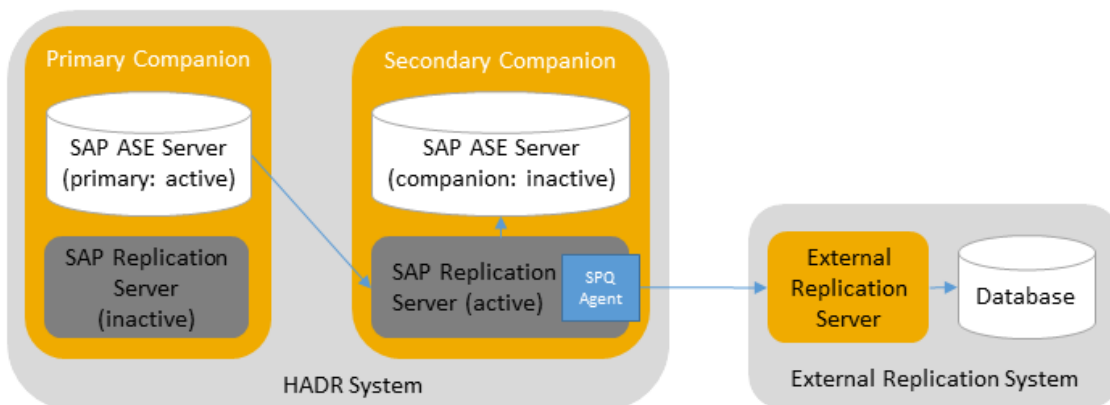 Primary Companion
SAP ASE Server
(primary: active)
SAP Replication
Server
(inactive)
Secondary Companion
SAP ASE Server
(companion: inactive)
SAP Replication
Server (active)
SPQ
Agent
HADR System
External
Replication
Server
Database
External Replication System